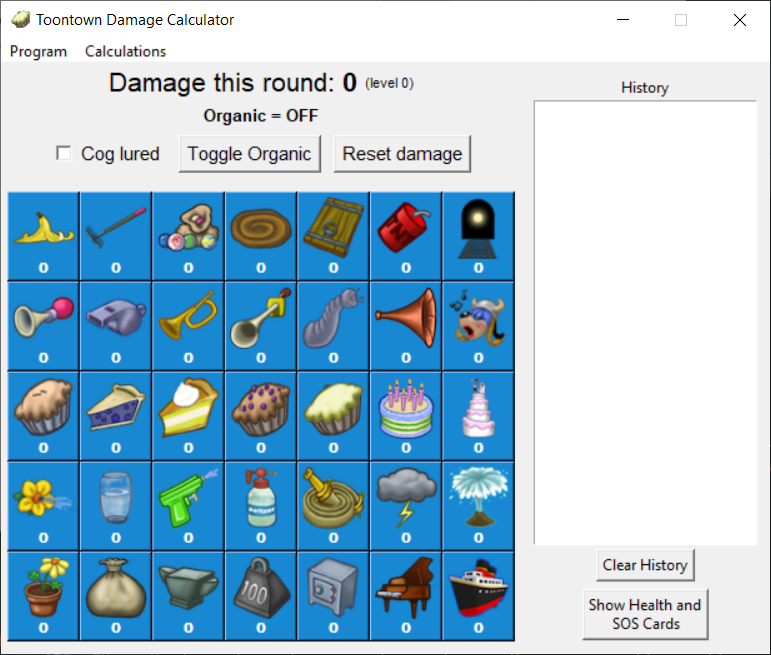 Toontown Damage Calculator
Program Calculations
Damage this round: 0 (level 0)
Organic = OFF
Cog lured
Toggle Organic
Reset damage
History
0 0 0 0 0 0 0
0 0 0 0 0 0 0
0 0 0 0 0 0 0
0 0 0 0 0 0 0
100
0 0 0 0 0 0 0
Clear History
Show Health and
SOS Cards